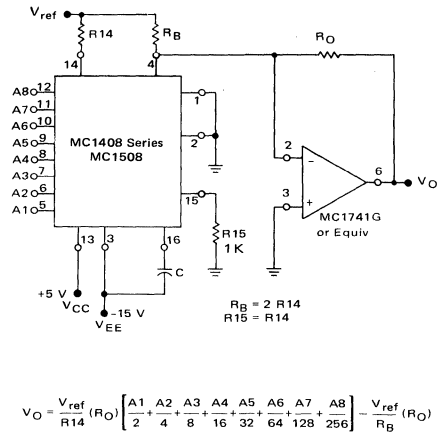 Vref
R14
RB
RO
14
4
A8 12
A7 11
A6 10
A5 9
A4 8
A3 7
A2 6
A1 5
MC1408 Series
MC1508
1
2
15
R15
1 K
13
3
16
C
+5 V
VCC
-15 V
VEE
2
-
3
+
6
VO
MC1741G
or Equiv
RB = 2 R14
R15 = R14
VO = Vref/R14 (RO) [A1/2 + A2/4 + A3/8 + A4/16 + A5/32 + A6/64 + A7/128 + A8/256] - Vref/RB (RO)